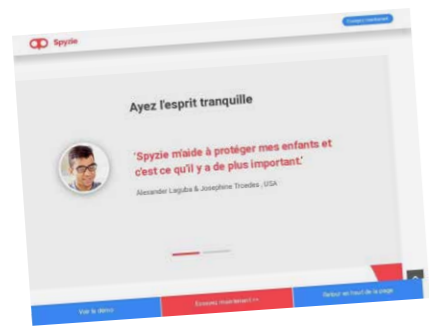 Spyzie
Essayez maintenant
Ayez l'esprit tranquille
'Spyzie m'aide à protéger mes enfants et
c'est ce qu'il y a de plus important.'
Alexander Laguba & Josephine Troedes , USA
Voir la démo
Essayez maintenant >>
Retour en haut de la page